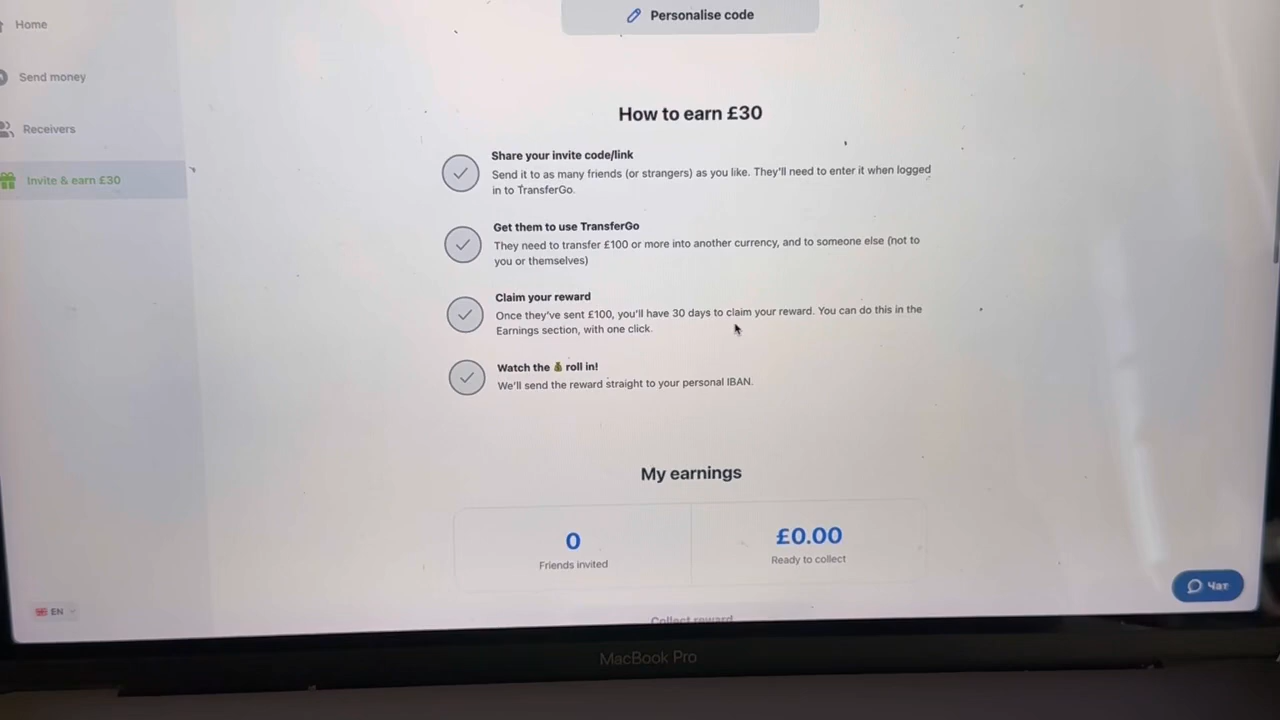 Home
Send money
Receivers
Invite & earn £30
Personalise code
How to earn £30
Share your invite code/link
Send it to as many friends (or strangers) as you like. They'll need to enter it when logged
in to TransferGo.
Get them to use TransferGo
They need to transfer £100 or more into another currency, and to someone else (not to
you or themselves)
Claim your reward
Once they've sent £100, you'll have 30 days to claim your reward. You can do this in the
Earnings section, with one click.
Watch the 💰 roll in!
We'll send the reward straight to your personal IBAN.
My earnings
0
Friends invited
£0.00
Ready to collect
Collect reward
EN
Чат
MacBook Pro